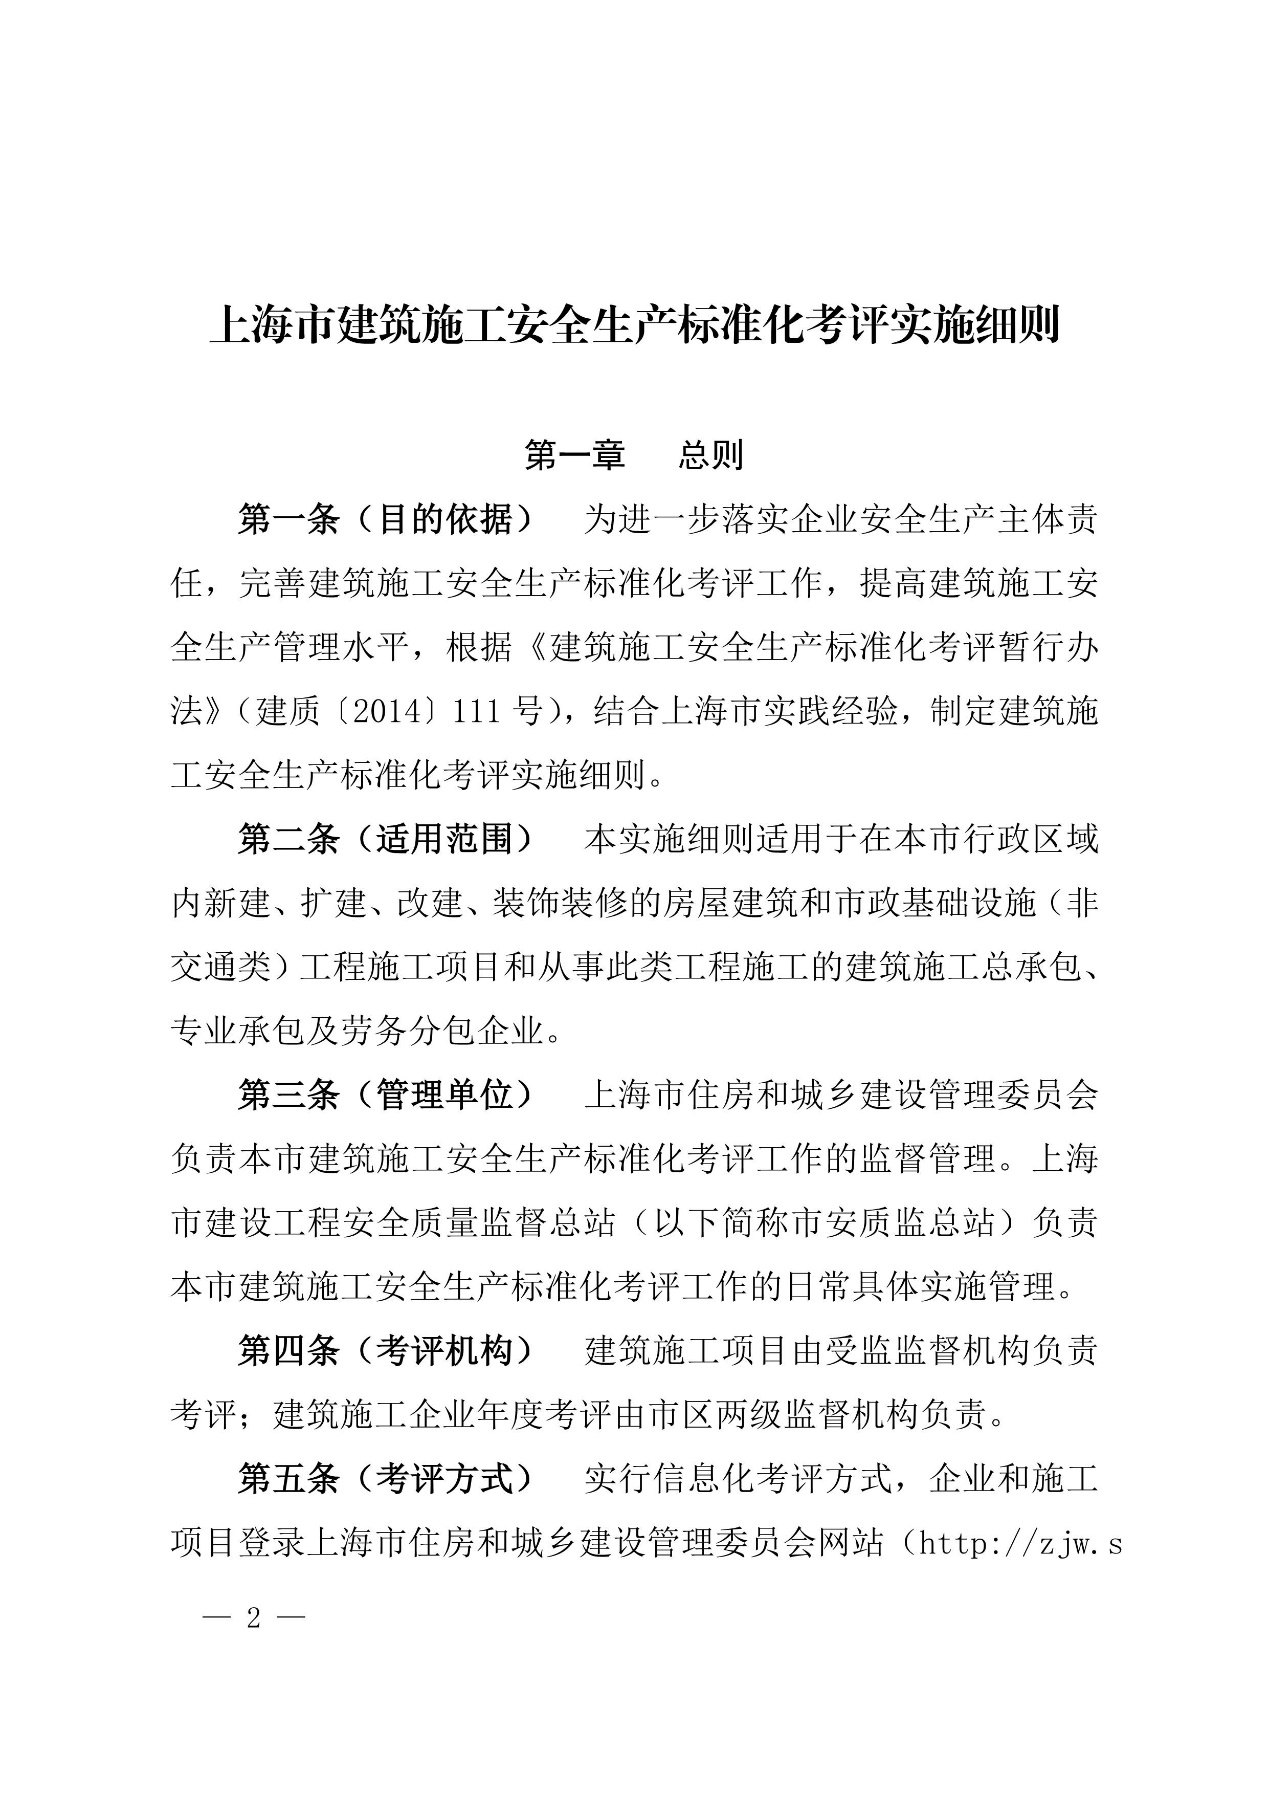 上海市建筑施工安全生产标准化考评实施细则
第一章 总则
第一条（目的依据） 为进一步落实企业安全生产主体责
任，完善建筑施工安全生产标准化考评工作，提高建筑施工安
全生产管理水平，根据《建筑施工安全生产标准化考评暂行办
法》（建质〔2014〕111 号），结合上海市实践经验，制定建筑施
工安全生产标准化考评实施细则。
第二条（适用范围） 本实施细则适用于在本市行政区域
内新建、扩建、改建、装饰装修的房屋建筑和市政基础设施（非
交通类）工程施工项目和从事此类工程施工的建筑施工总承包、
专业承包及劳务分包企业。
第三条（管理单位） 上海市住房和城乡建设管理委员会
负责本市建筑施工安全生产标准化考评工作的监督管理。上海
市建设工程安全质量监督总站（以下简称市安质监总站）负责
本市建筑施工安全生产标准化考评工作的日常具体实施管理。
第四条（考评机构） 建筑施工项目由受监监督机构负责
考评；建筑施工企业年度考评由市区两级监督机构负责。
第五条（考评方式） 实行信息化考评方式，企业和施工
项目登录上海市住房和城乡建设管理委员会网站（http://zjw.s
— 2 —